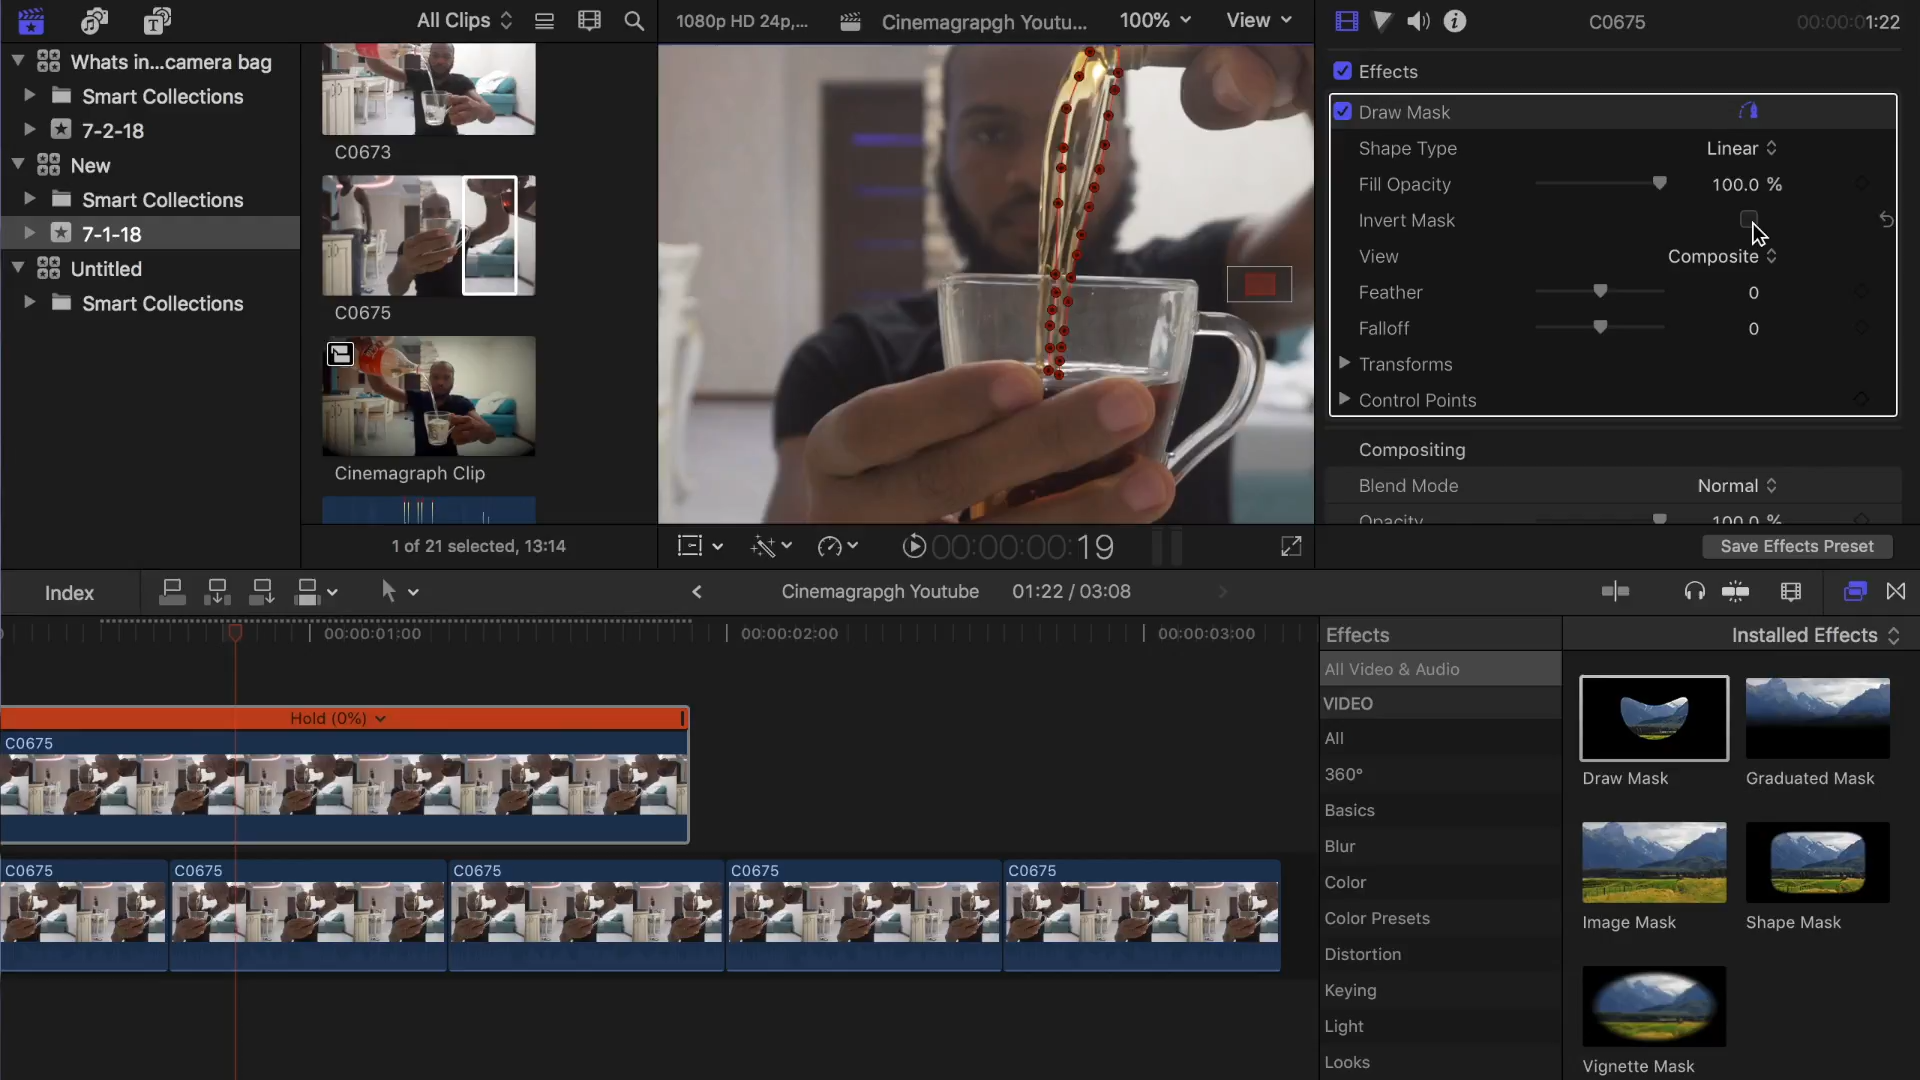 All Clips
1080p HD 24p,...
Cinemagrapgh Youtu...
100%
View
C0675
00:00:01:22
Whats in...camera bag
Smart Collections
7-2-18
New
Smart Collections
7-1-18
Untitled
Smart Collections
C0673
C0675
Cinemagraph Clip
1 of 21 selected, 13:14
00:00:00:19
Effects
Draw Mask
Shape Type
Linear
Fill Opacity
100.0 %
Invert Mask
View
Composite
Feather
0
Falloff
0
Transforms
Control Points
Compositing
Blend Mode
Normal
Opacity
100.0 %
Save Effects Preset
Index
Cinemagrapgh Youtube
01:22 / 03:08
00:00:01:00
00:00:02:00
00:00:03:00
Hold (0%)
C0675
C0675
C0675
C0675
C0675
C0675
Effects
Installed Effects
All Video & Audio
VIDEO
All
360°
Basics
Blur
Color
Color Presets
Distortion
Keying
Light
Looks
Draw Mask
Graduated Mask
Image Mask
Shape Mask
Vignette Mask